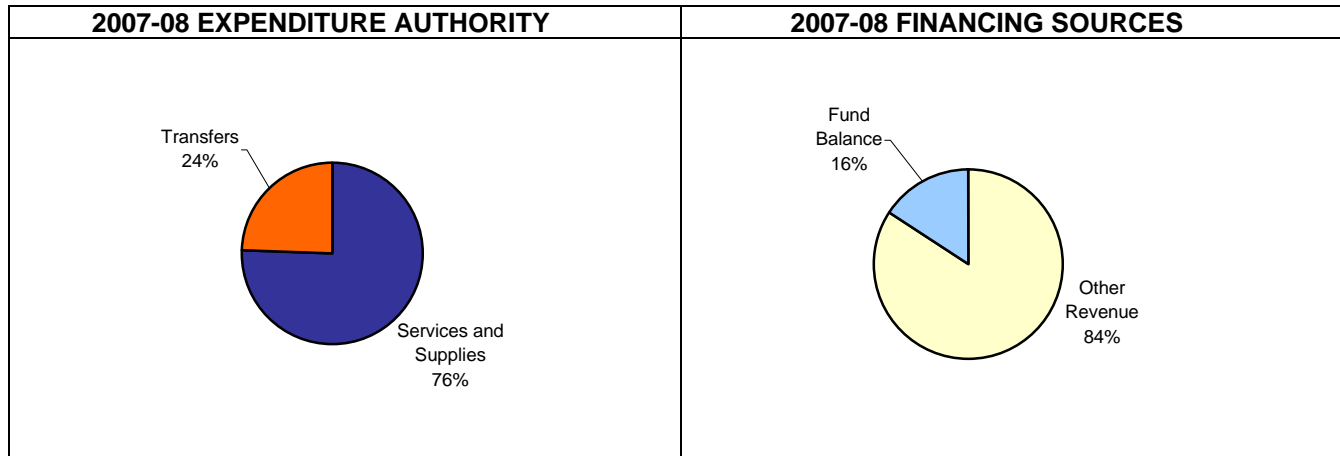 2007-08 EXPENDITURE AUTHORITY
Transfers
24%
Services and
Supplies
76%
2007-08 FINANCING SOURCES
Fund
Balance
16%
Other
Revenue
84%